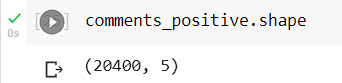 comments_positive.shape
0s
(20400, 5)